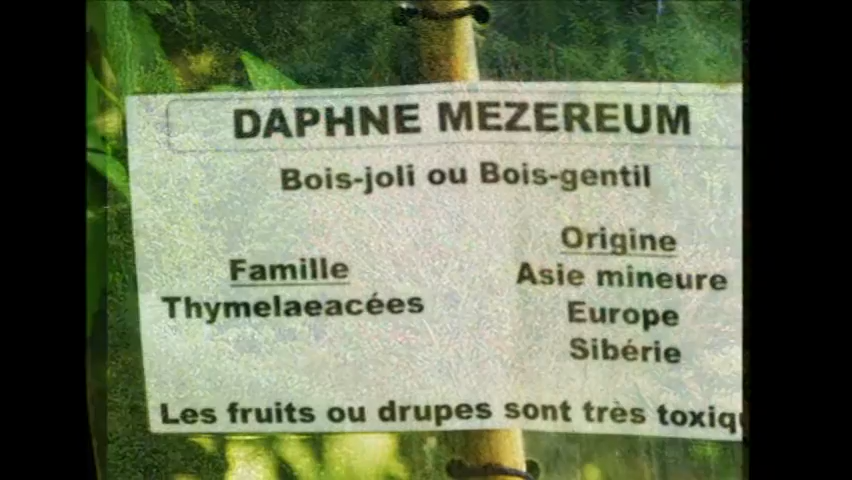 DAPHNE MEZEREUM
Bois-joli ou Bois-gentil
Famille
Thymelaeacées
Origine
Asie mineure
Europe
Sibérie
Les fruits ou drupes sont très toxiqu